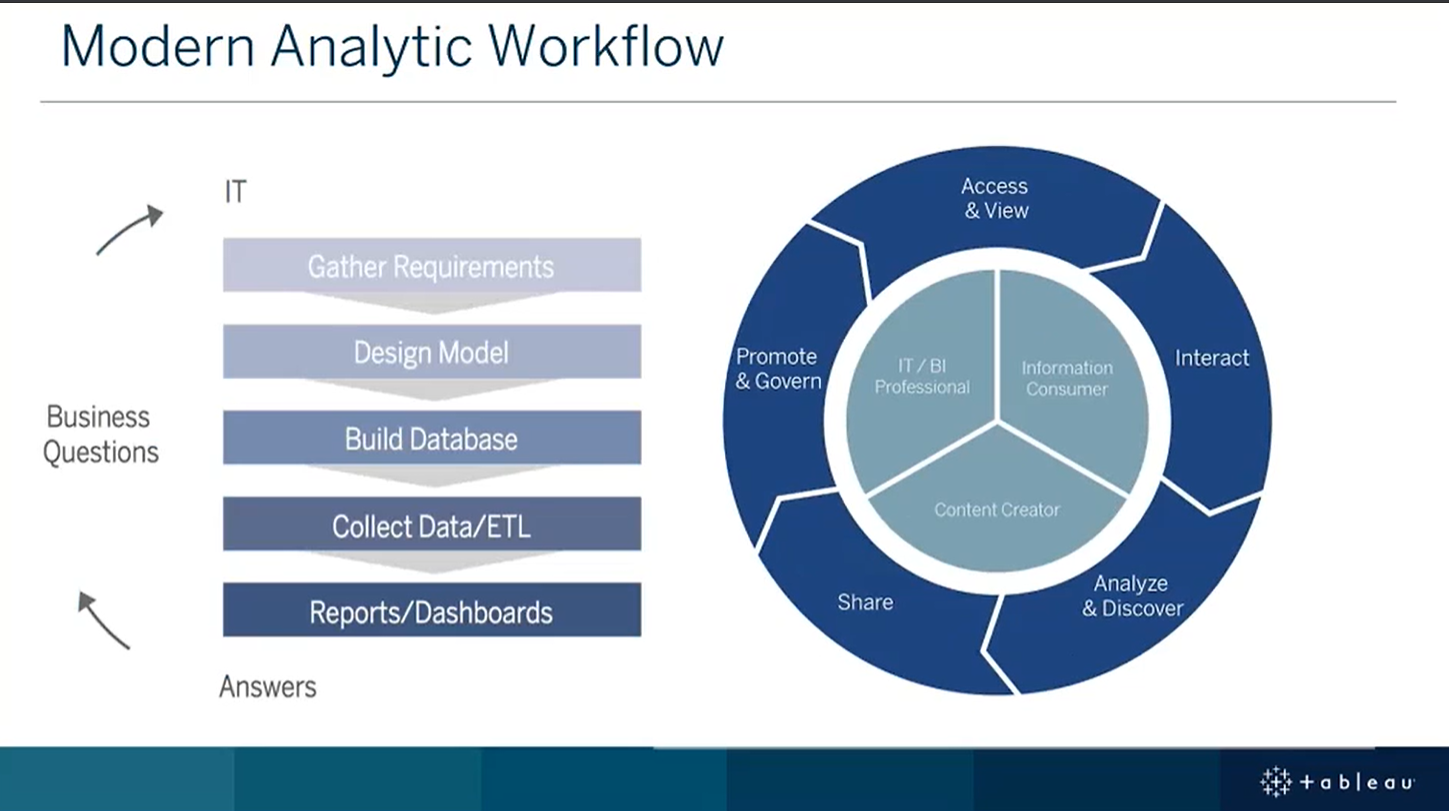 Modern Analytic Workflow
IT
Gather Requirements
Design Model
Build Database
Collect Data/ETL
Reports/Dashboards
Business
Questions
Answers
Access
& View
Interact
Analyze
& Discover
Share
Promote
& Govern
IT / BI
Professional
Information
Consumer
Content Creator
+ableau